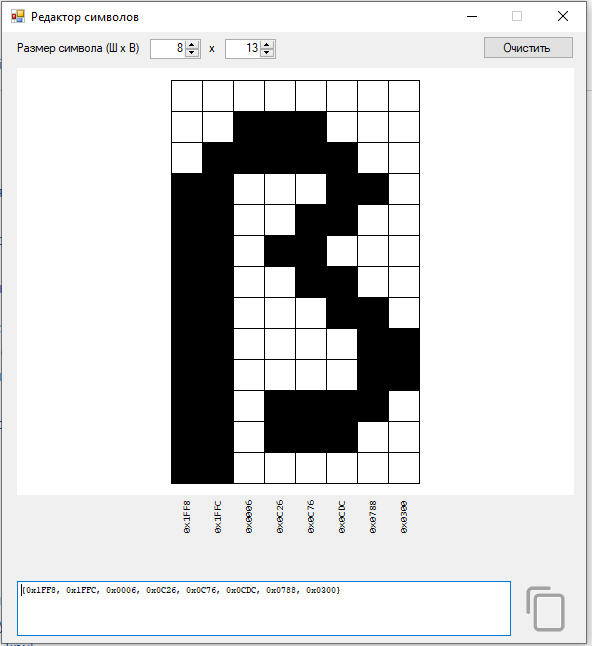 Редактор символов
Размер символа (Ш x В) 8 x 13 Очистить
0x1FF8 0x1FFC 0x0006 0x0C26 0x0C76 0x0CDC 0x0788 0x0300
{0x1FF8, 0x1FFC, 0x0006, 0x0C26, 0x0C76, 0x0CDC, 0x0788, 0x0300}